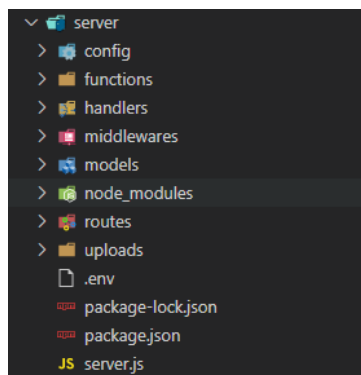 server
config
functions
handlers
middlewares
models
node_modules
routes
uploads
.env
package-lock.json
package.json
JS server.js